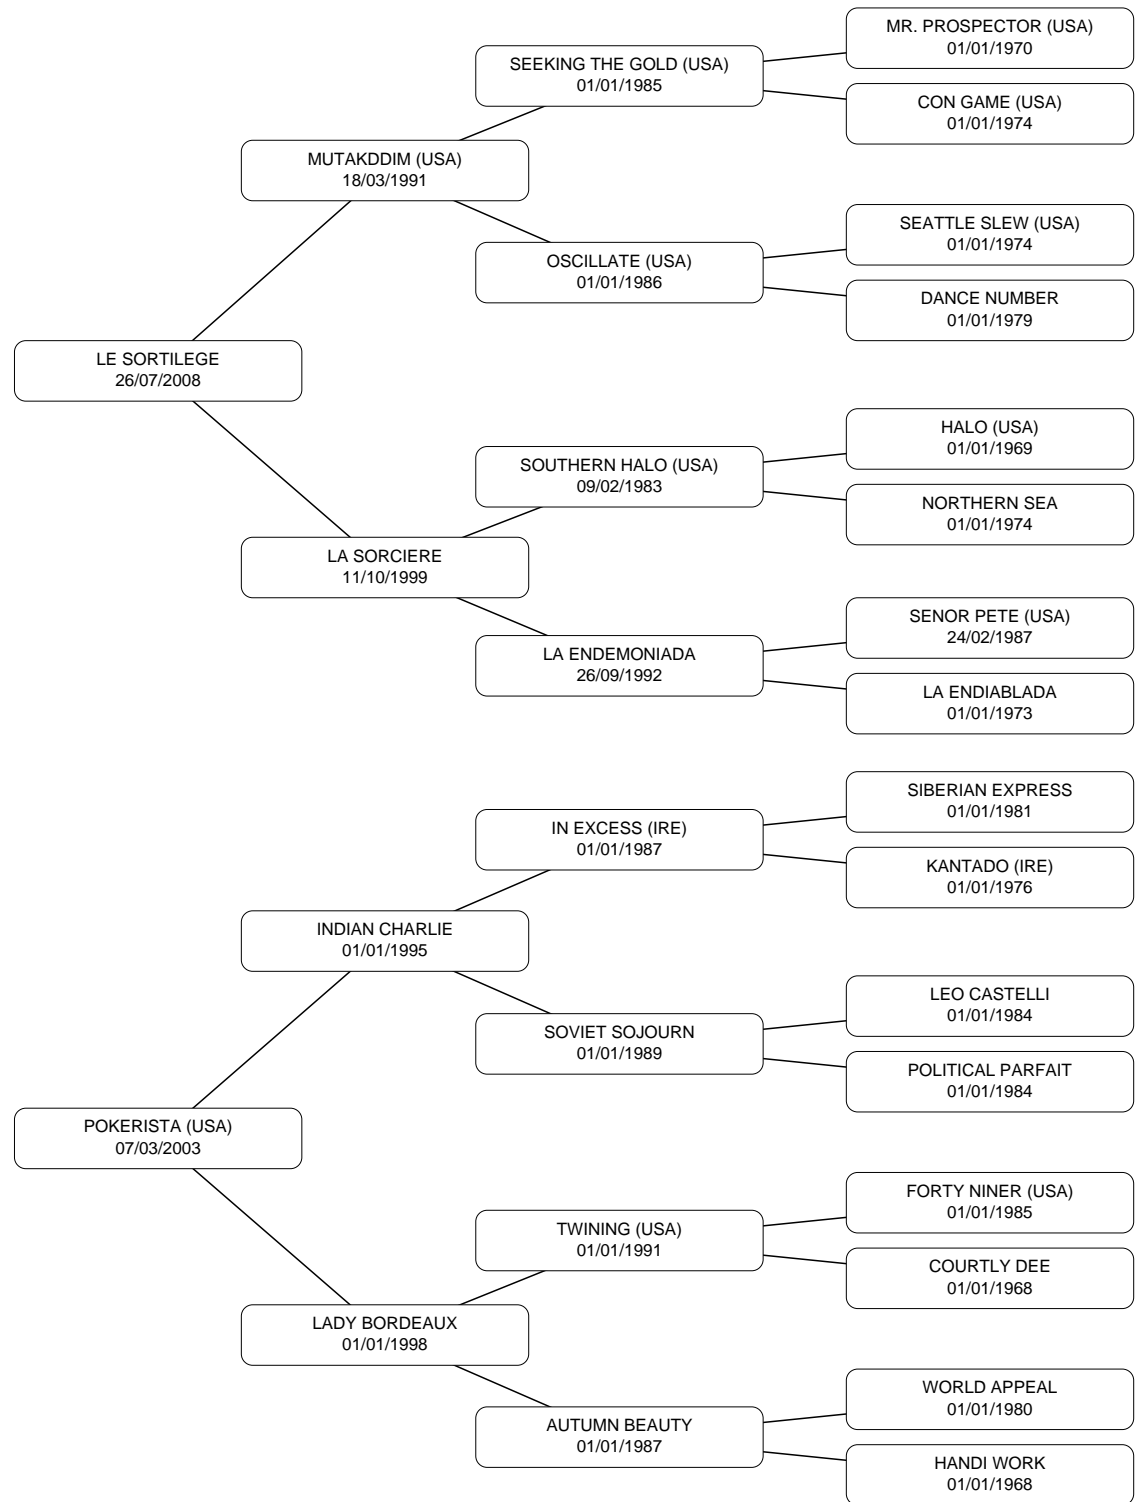 MR. PROSPECTOR (USA)
01/01/1970
SEEKING THE GOLD (USA)
01/01/1985
CON GAME (USA)
01/01/1974
MUTAKDDIM (USA)
18/03/1991
SEATTLE SLEW (USA)
01/01/1974
OSCILLATE (USA)
01/01/1986
DANCE NUMBER
01/01/1979
LE SORTILEGE
26/07/2008
HALO (USA)
01/01/1969
SOUTHERN HALO (USA)
09/02/1983
NORTHERN SEA
01/01/1974
LA SORCIERE
11/10/1999
SENOR PETE (USA)
24/02/1987
LA ENDEMONIADA
26/09/1992
LA ENDIABLADA
01/01/1973
SIBERIAN EXPRESS
01/01/1981
IN EXCESS (IRE)
01/01/1987
KANTADO (IRE)
01/01/1976
INDIAN CHARLIE
01/01/1995
LEO CASTELLI
01/01/1984
SOVIET SOJOURN
01/01/1989
POLITICAL PARFAIT
01/01/1984
POKERISTA (USA)
07/03/2003
FORTY NINER (USA)
01/01/1985
TWINING (USA)
01/01/1991
COURTLY DEE
01/01/1968
LADY BORDEAUX
01/01/1998
WORLD APPEAL
01/01/1980
AUTUMN BEAUTY
01/01/1987
HANDI WORK
01/01/1968